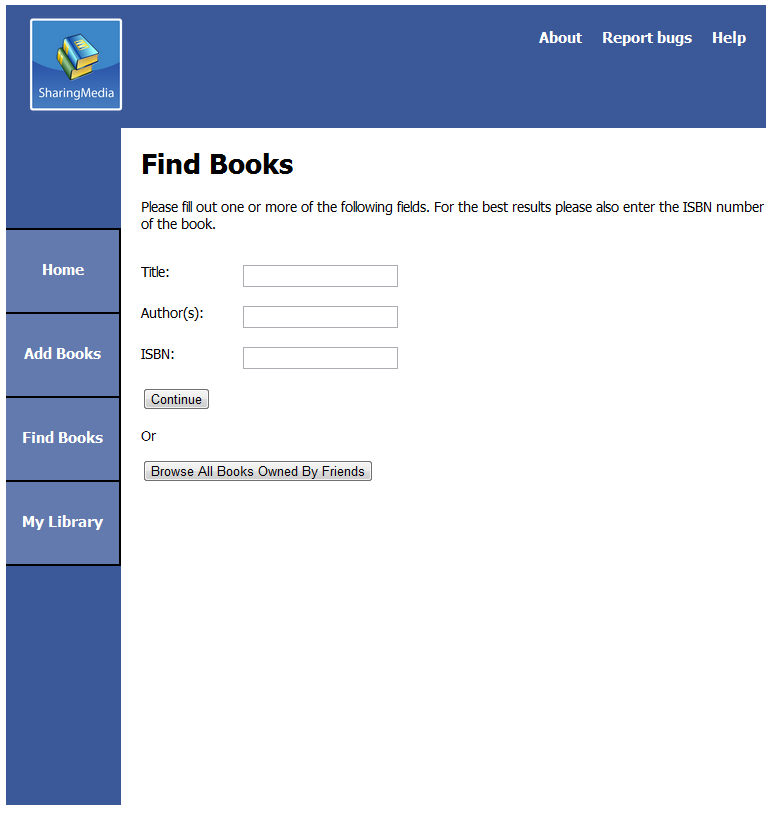 SharingMedia
About Report bugs Help
Home
Add Books
Find Books
My Library
Find Books
Please fill out one or more of the following fields. For the best results please also enter the ISBN number
of the book.
Title:
Author(s):
ISBN:
Continue
Or
Browse All Books Owned By Friends